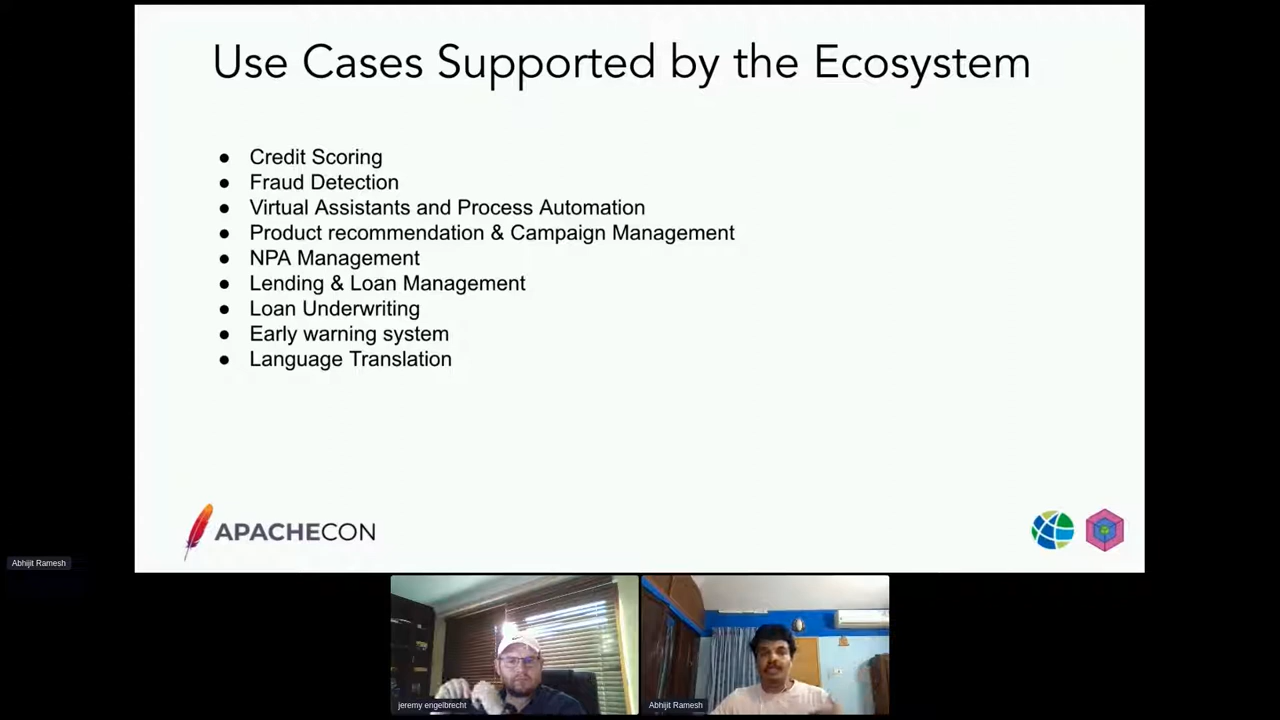 Use Cases Supported by the Ecosystem
● Credit Scoring
● Fraud Detection
● Virtual Assistants and Process Automation
● Product recommendation & Campaign Management
● NPA Management
● Lending & Loan Management
● Loan Underwriting
● Early warning system
● Language Translation
APACHECON
Abhijit Ramesh
jeremy engelbrecht
Abhijit Ramesh